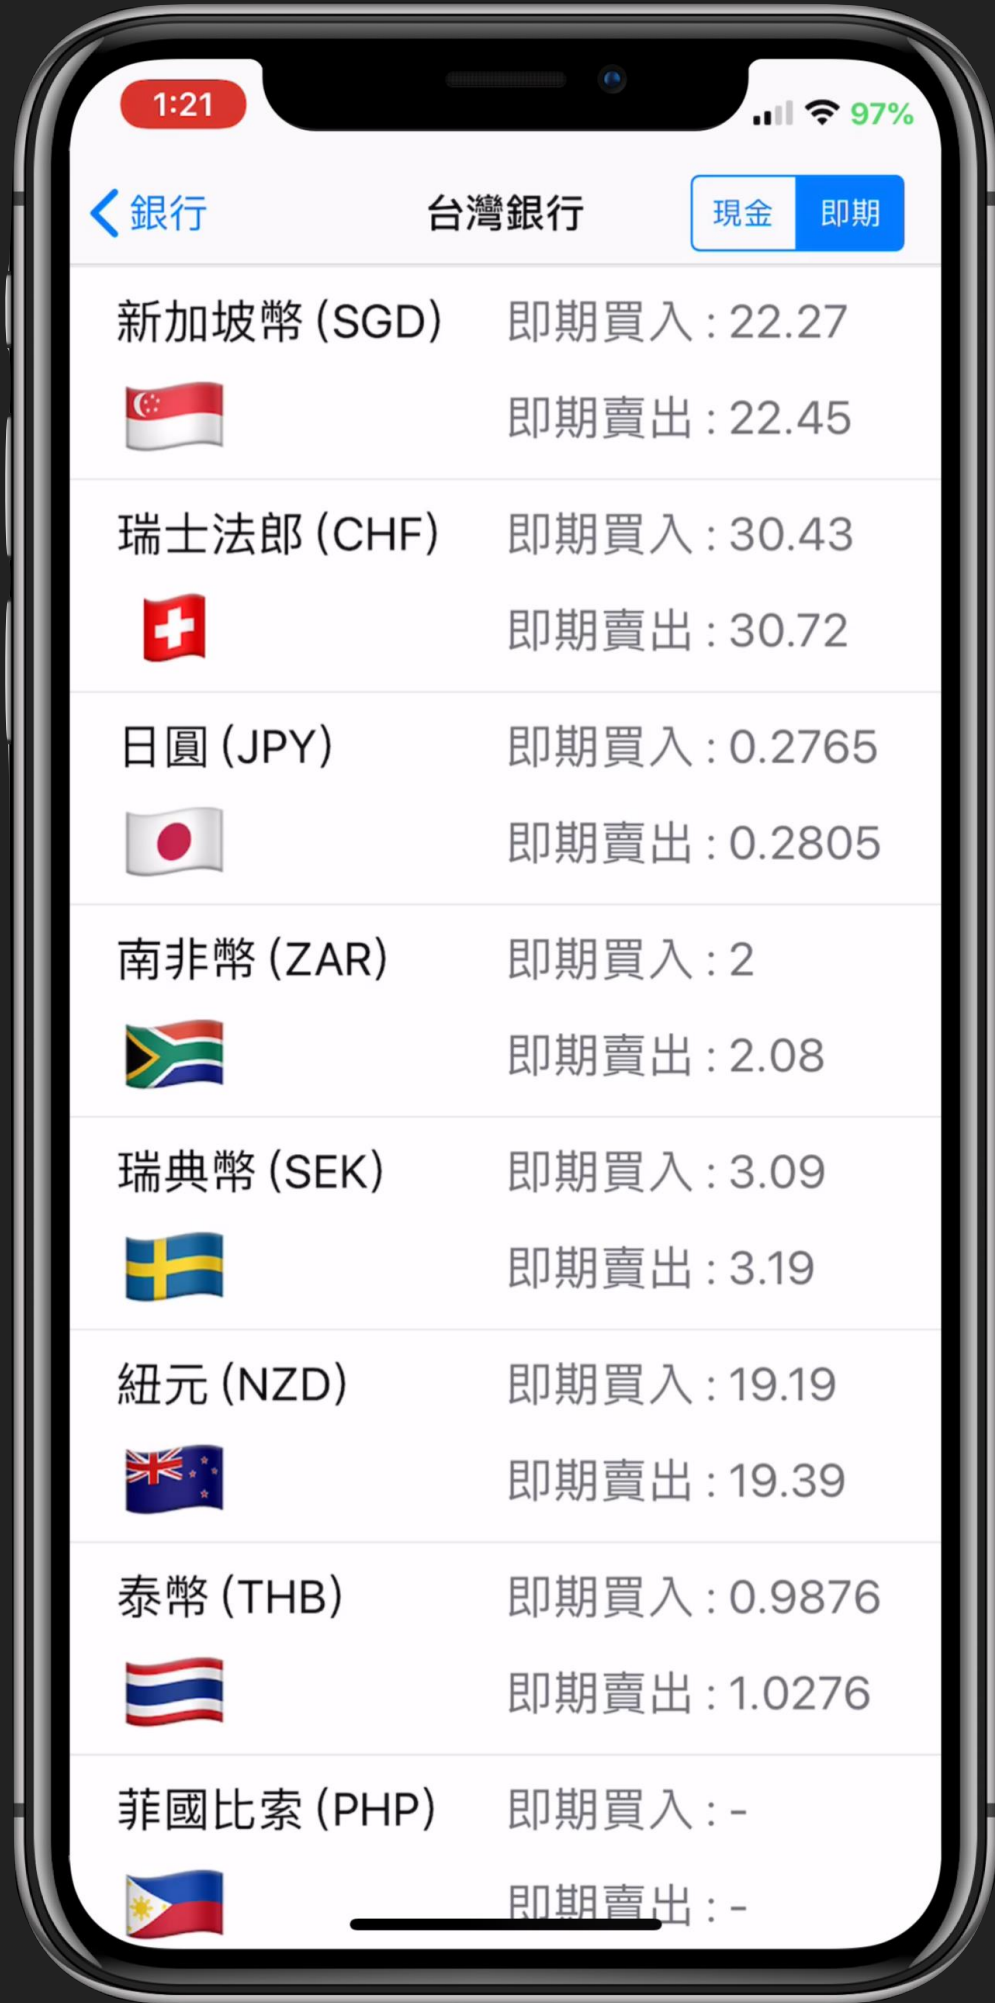 1:21
97%
銀行
台灣銀行
現金
即期
新加坡幣 (SGD)
即期買入 : 22.27
即期賣出 : 22.45
瑞士法郎 (CHF)
即期買入 : 30.43
即期賣出 : 30.72
日圓 (JPY)
即期買入 : 0.2765
即期賣出 : 0.2805
南非幣 (ZAR)
即期買入 : 2
即期賣出 : 2.08
瑞典幣 (SEK)
即期買入 : 3.09
即期賣出 : 3.19
紐元 (NZD)
即期買入 : 19.19
即期賣出 : 19.39
泰幣 (THB)
即期買入 : 0.9876
即期賣出 : 1.0276
菲國比索 (PHP)
即期買入 : -
即期賣出 : -